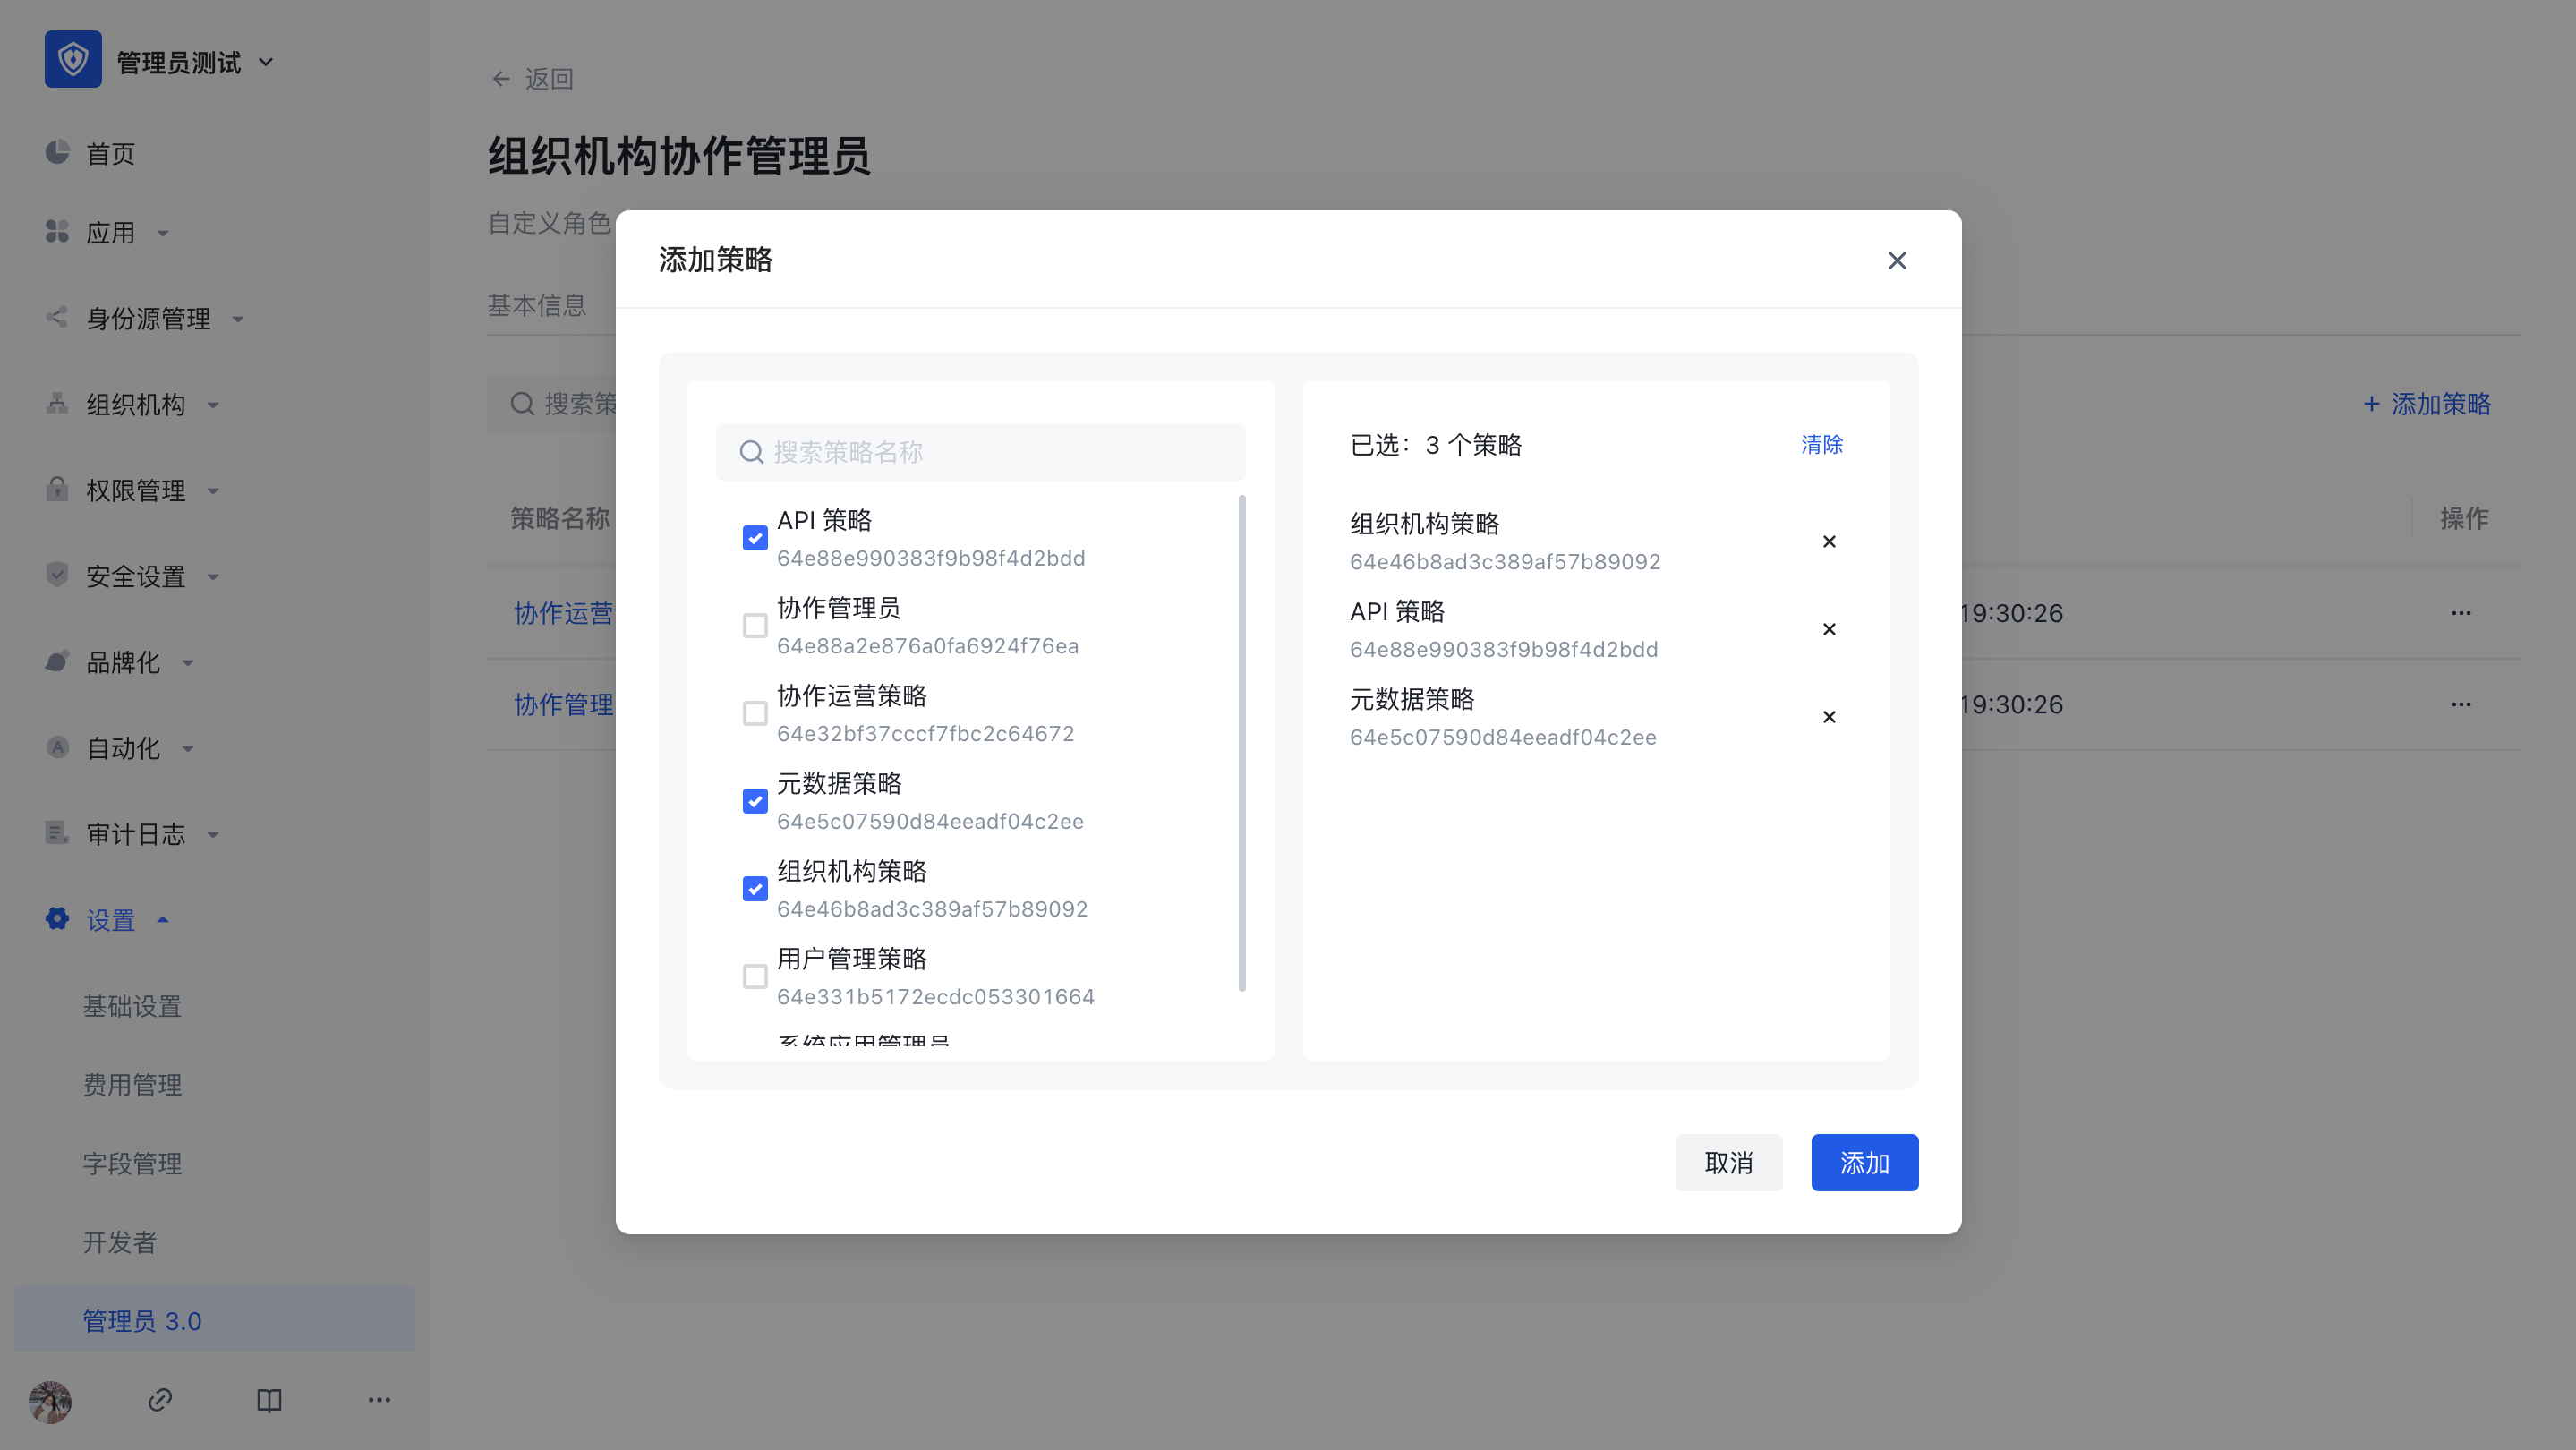 管理员测试
首页
应用
身份源管理
组织机构
权限管理
安全设置
品牌化
自动化
审计日志
设置
基础设置
费用管理
字段管理
开发者
管理员 3.0
返回
组织机构协作管理员
自定义角色
基本信息
搜索策
添加策略
策略名称
操作
协作运营
19:30:26
协作管理
19:30:26
添加策略
搜索策略名称
API 策略
64e88e990383f9b98f4d2bdd
协作管理员
64e88a2e876a0fa6924f76ea
协作运营策略
64e32bf37cccf7fbc2c64672
元数据策略
64e5c07590d84eeadf04c2ee
组织机构策略
64e46b8ad3c389af57b89092
用户管理策略
64e331b5172ecdc053301664
系统应用管理员
已选：3 个策略
清除
组织机构策略
64e46b8ad3c389af57b89092
API 策略
64e88e990383f9b98f4d2bdd
元数据策略
64e5c07590d84eeadf04c2ee
取消
添加